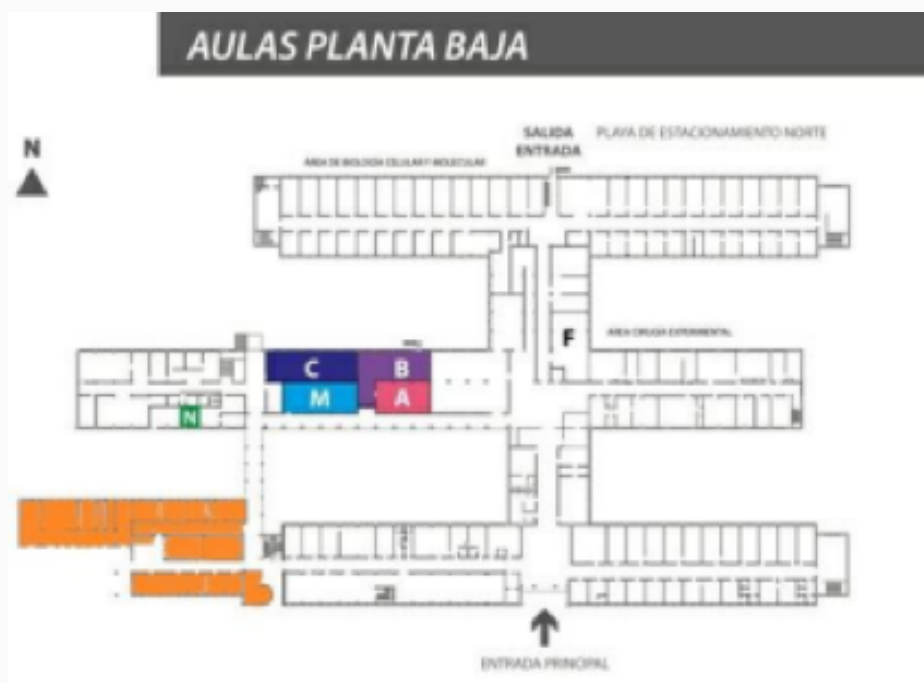 AULAS PLANTA BAJA
N
SALIDA
ENTRADA
PLAYA DE ESTACIONAMIENTO NORTE
ÁREA DE BIOLOGÍA CELULAR Y MOLECULAR
F
ÁREA CIRUGÍA EXPERIMENTAL
C
B
M
A
N
ENTRADA PRINCIPAL